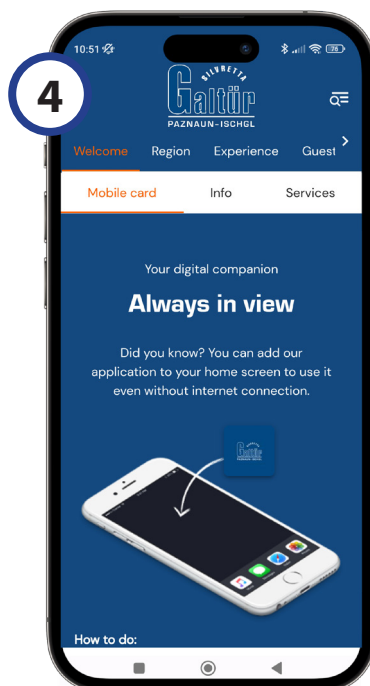 4
10:51
76
SILVRETTA
Galtür
PAZNAUN-ISCHGL
Welcome Region Experience Guest
Mobile card Info Services
Your digital companion
Always in view
Did you know? You can add our
application to your home screen to use it
even without internet connection.
Galtür
How to do: